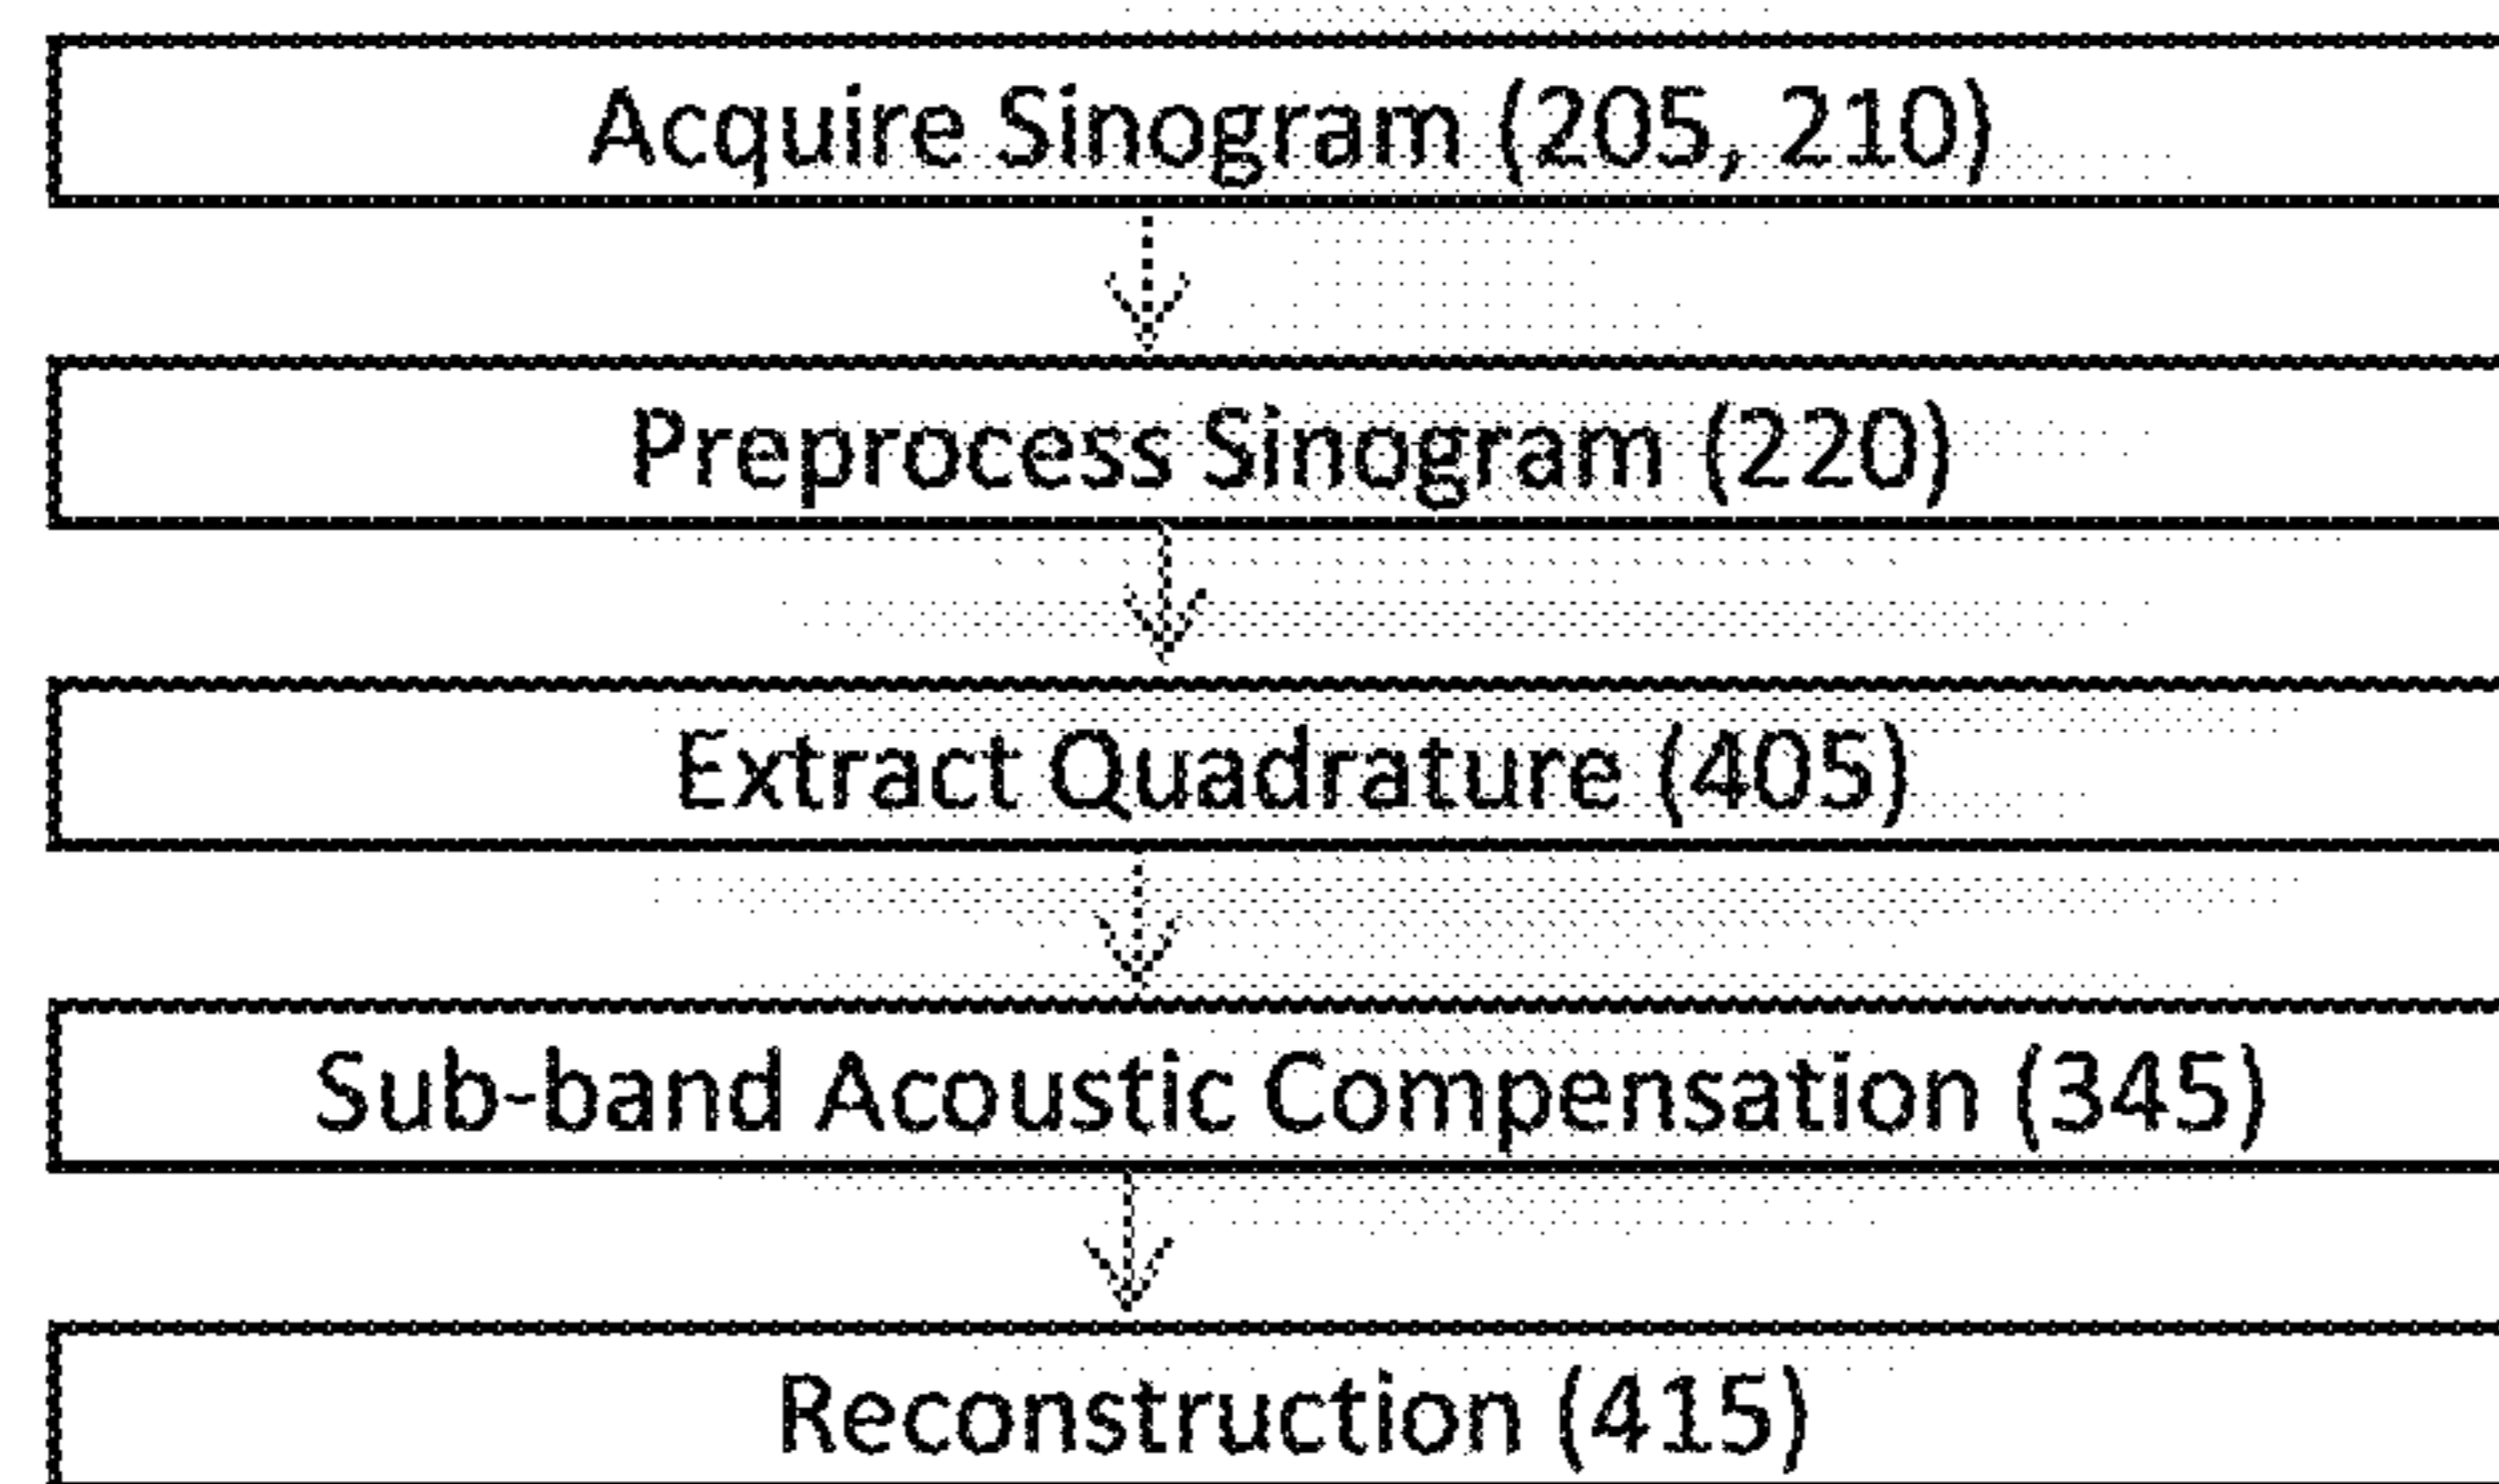 Acquire Sinogram (205, 210)
Preprocess Sinogram (220)
Extract Quadrature (405)
Sub-band Acoustic Compensation (345)
Reconstruction (415)